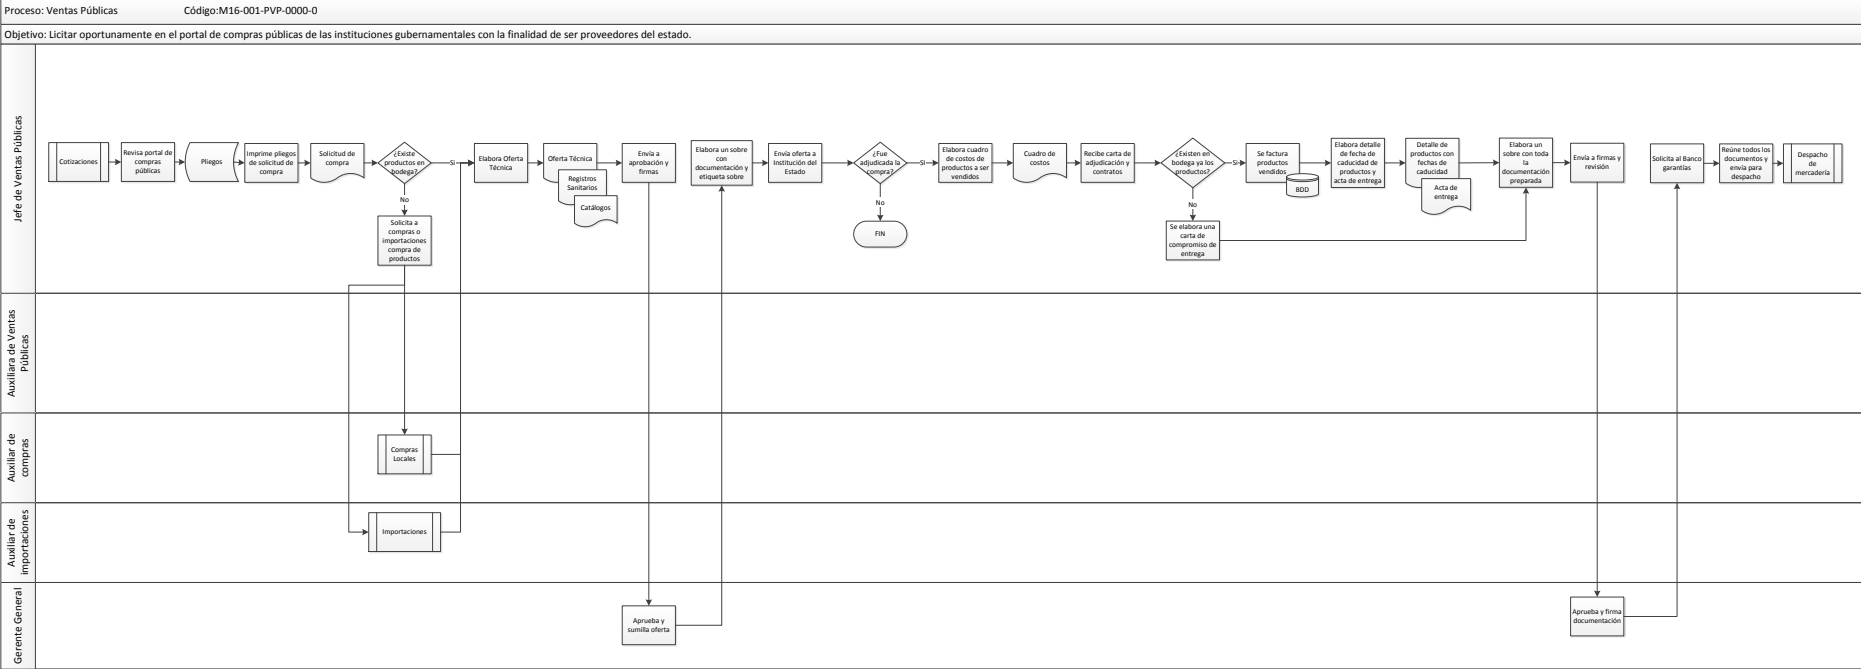 Proceso: Ventas Públicas Código:M16-001-PVP-0000-0
Objetivo: Licitar oportunamente en el portal de compras públicas de las instituciones gubernamentales con la finalidad de ser proveedores del estado.
Jefe de Ventas Públicas
Cotizaciones
Revisa portal de
compras
públicas
Pliegos
Imprime pliegos
de solicitud de
compra
Solicitud de
compra
¿Existe
productos en
bodega?
Si
No
Solicita a
compras o
importaciones
compra de
productos
Elabora Oferta
Técnica
Oferta Técnica
Registros
Sanitarios
Catálogos
Envía a
aprobación y
firmas
Elabora un sobre
con
documentación y
etiqueta sobre
Envía oferta a
Institución del
Estado
¿Fue
adjudicada la
compra?
SI
No
FIN
Elabora cuadro
de costos de
productos a ser
vendidos
Cuadro de
costos
Recibe carta de
adjudicación y
contratos
¿Existen en
bodega ya los
productos?
SI
No
Se elabora una
carta de
compromiso de
entrega
Se factura
productos
vendidos
BDD
Elabora detalle
de fecha de
caducidad de
productos y
acta de entrega
Detalle de
productos con
fechas de
caducidad
Acta de
entrega
Elabora un
sobre con toda
la
documentación
preparada
Envía a firmas y
revisión
Solicita al Banco
garantías
Reúne todos los
documentos y
envía para
despacho
Despacho
de
mercadería
Auxiliara de Ventas
Públicas
Auxiliar de
compras
Compras
Locales
Auxiliar de
importaciones
Importaciones
Gerente General
Aprueba y
sumilla oferta
Aprueba y firma
documentación